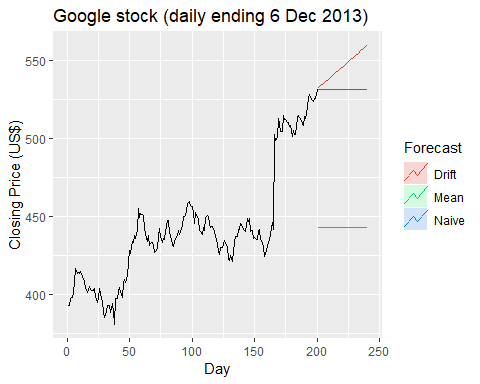 Google stock (daily ending 6 Dec 2013)
Closing Price (US$)
550
500
450
400
0
50
100
150
200
250
Day
Forecast
Drift
Mean
Naive